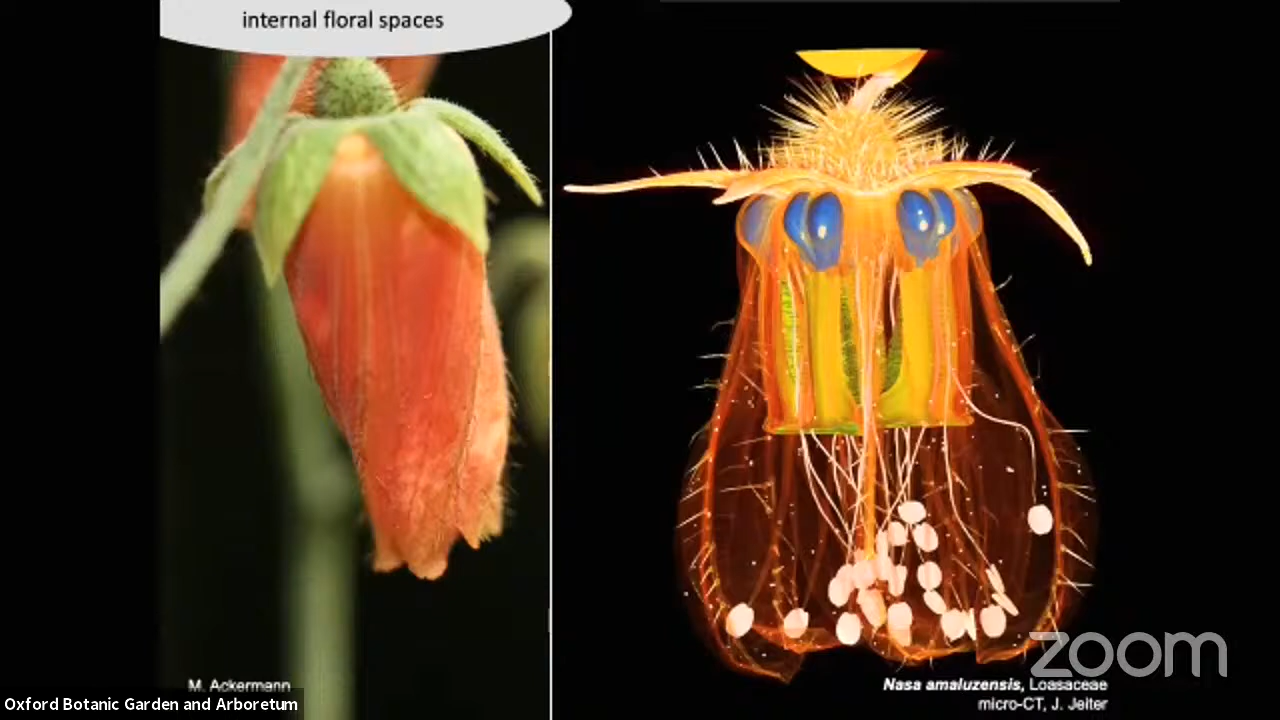 internal floral spaces
M. Ackermann
Oxford Botanic Garden and Arboretum
zoom
Nasa amaluzensis, Loasaceae
micro-CT, J. Jeiter